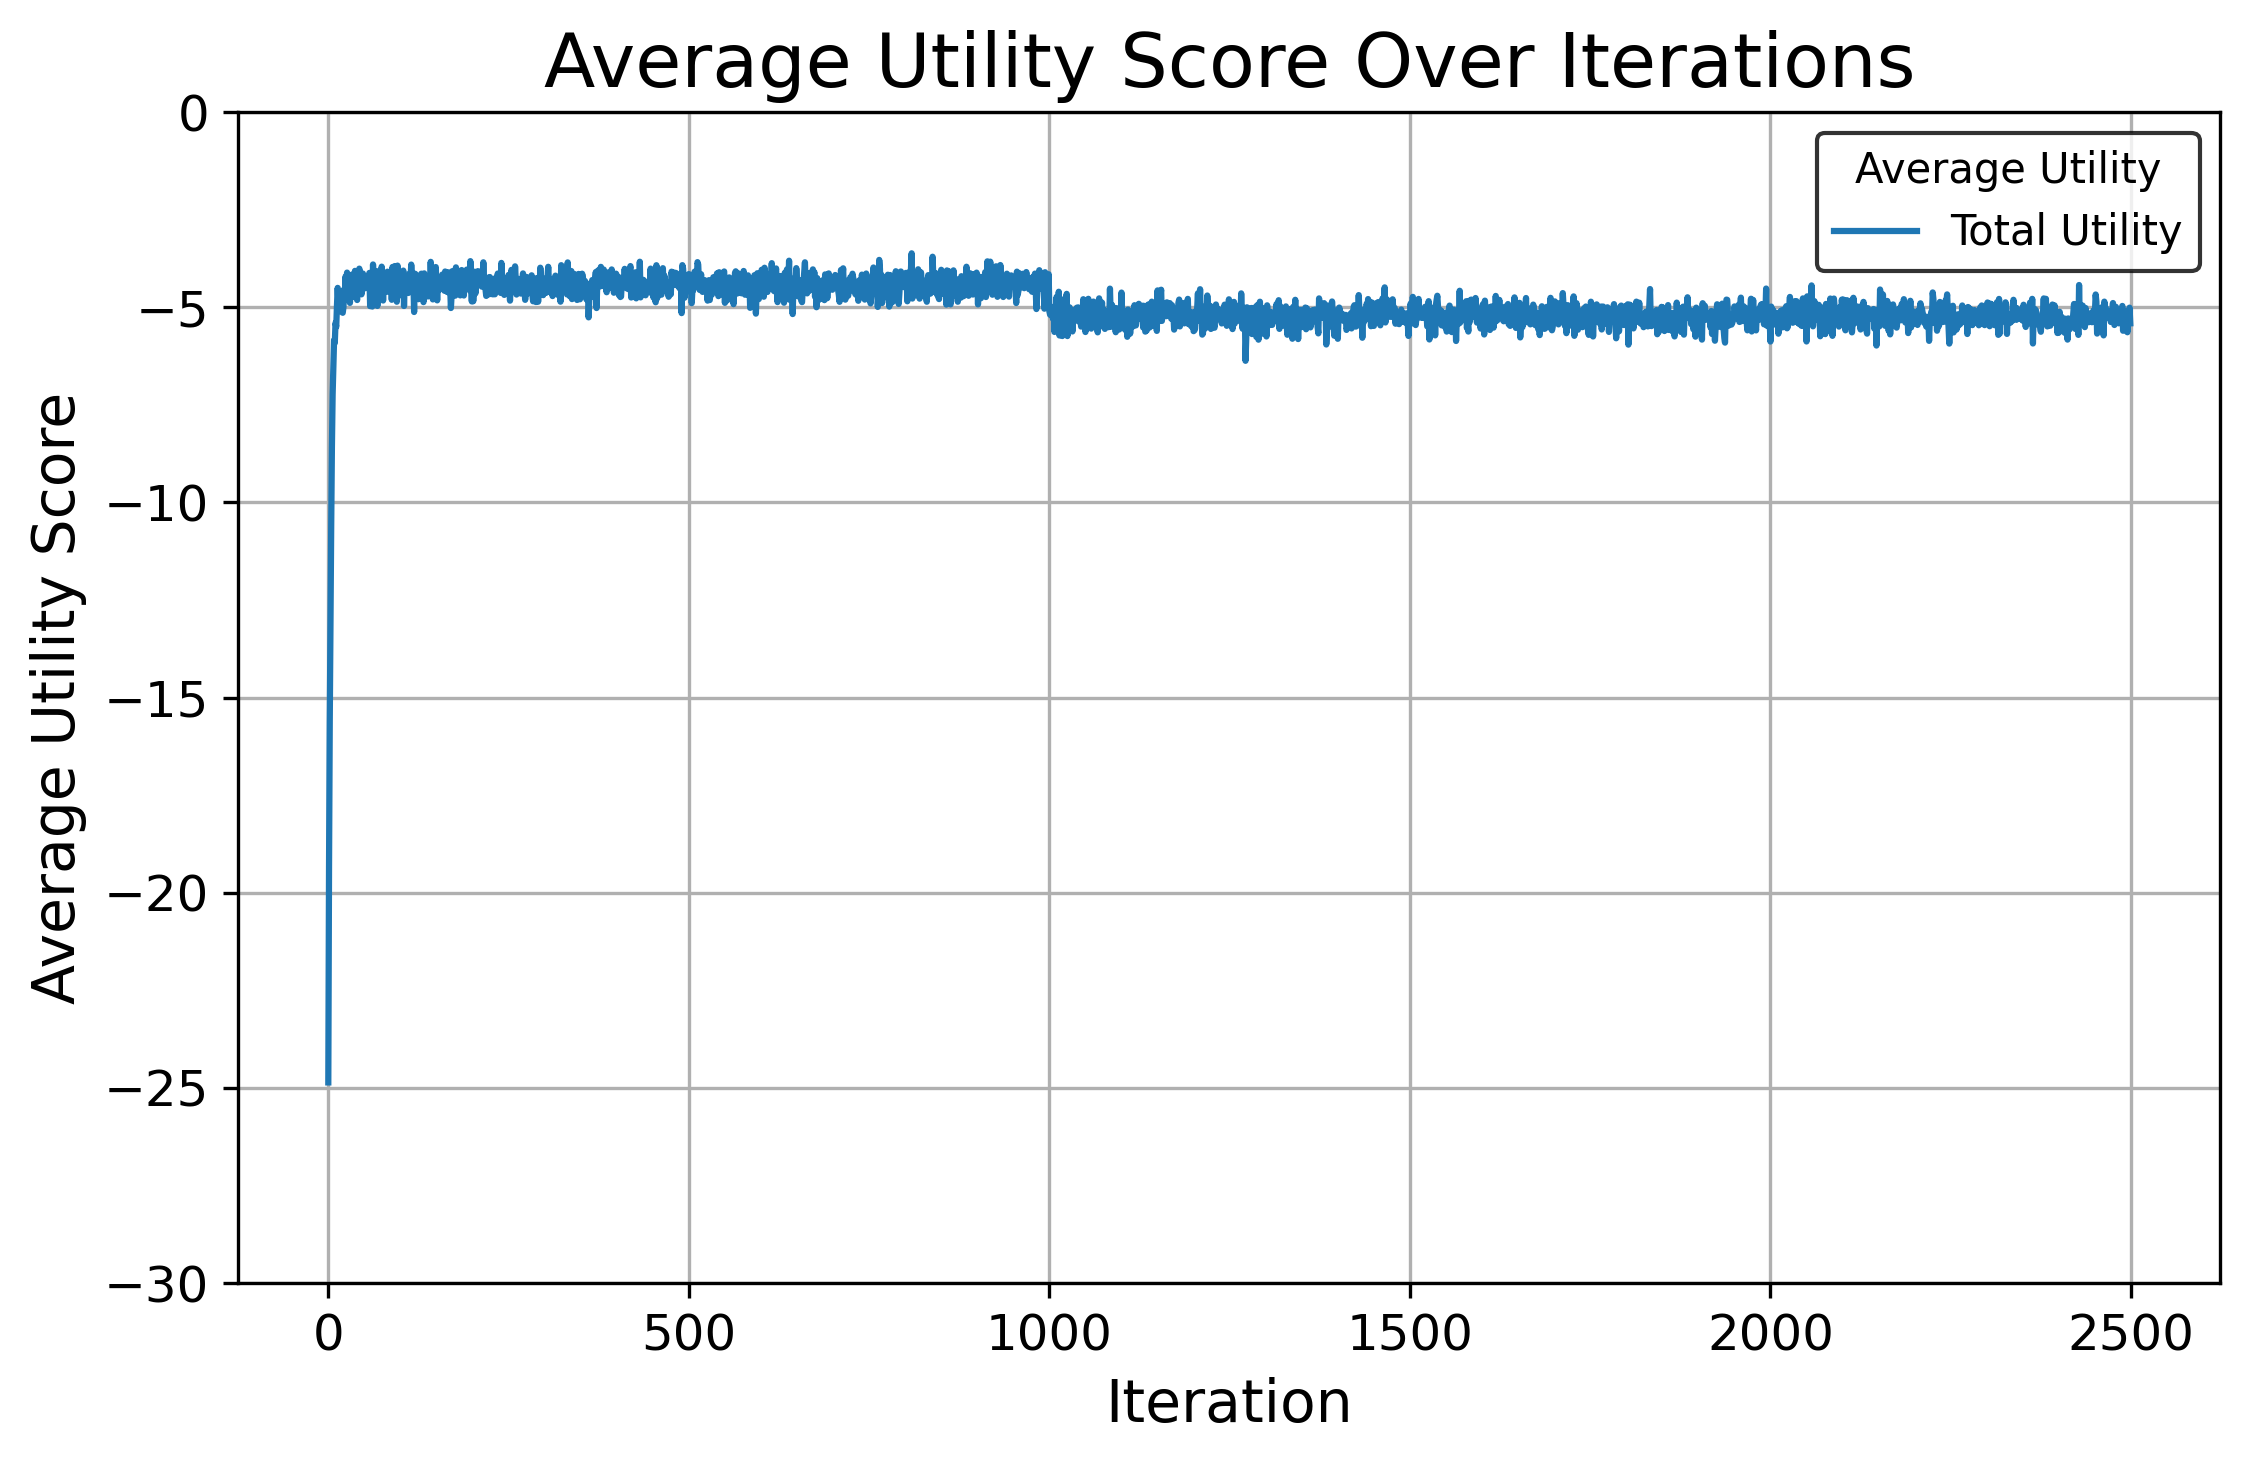 Average Utility Score Over Iterations
Average Utility Score
0
−5
−10
−15
−20
−25
−30
Average Utility
Total Utility
0 500 1000 1500 2000 2500
Iteration